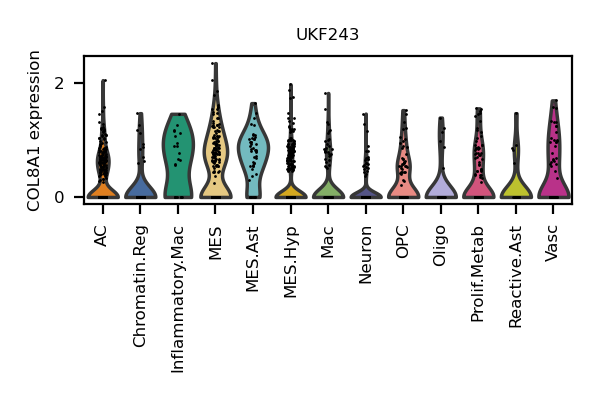 UKF243
COL8A1 expression
2
0
AC
Chromatin.Reg
Inflammatory.Mac
MES
MES.Ast
MES.Hyp
Mac
Neuron
OPC
Oligo
Prolif.Metab
Reactive.Ast
Vasc